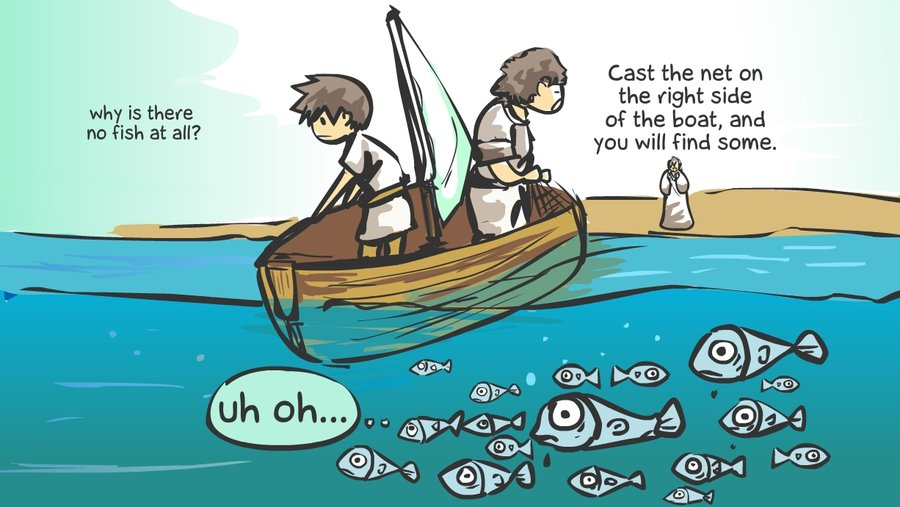 why is there
no fish at all?
Cast the net on
the right side
of the boat, and
you will find some.
uh oh...